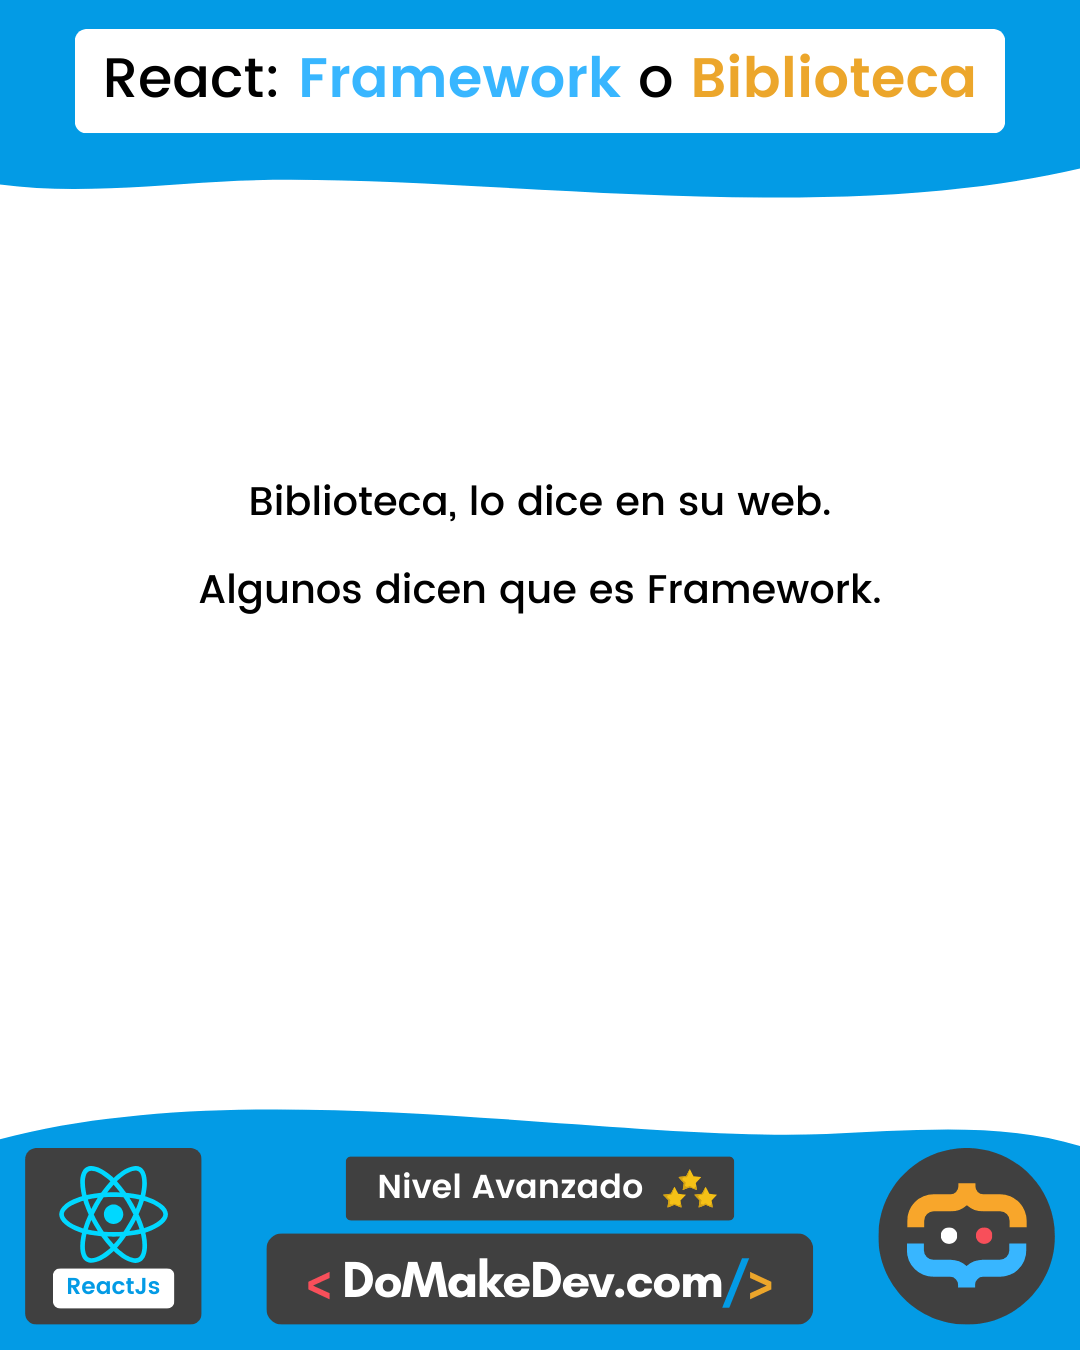 React: Framework o Biblioteca
Biblioteca, lo dice en su web.
Algunos dicen que es Framework.
Nivel Avanzado
ReactJs
< DoMakeDev.com/>